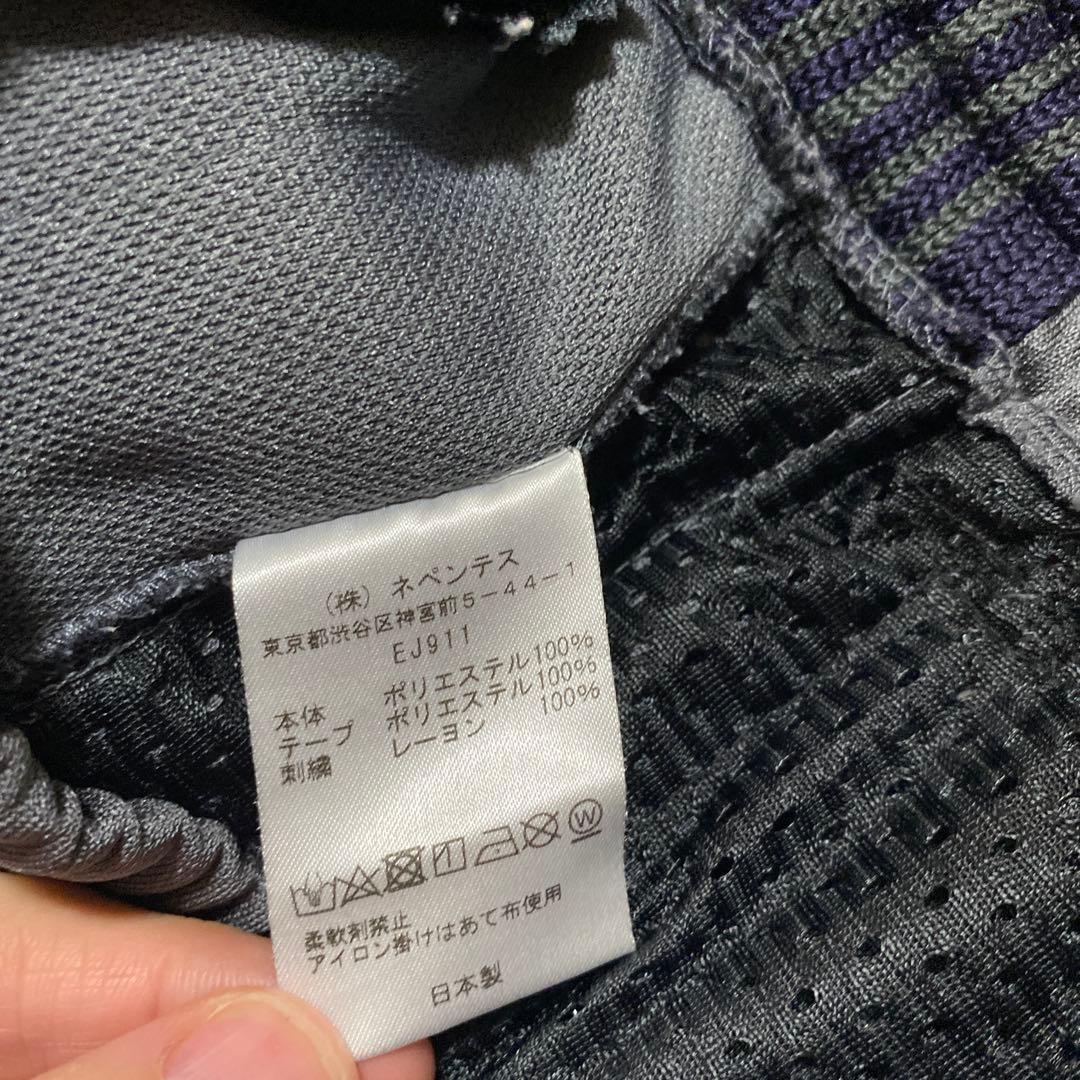 （株）ネペンテス
東京都渋谷区神宮前5-44-1
EJ911
本体 ポリエステル100%
テープ ポリエステル100%
刺繍 レーヨン 100%
W
柔軟剤禁止
アイロン掛けはあて布使用
日本製